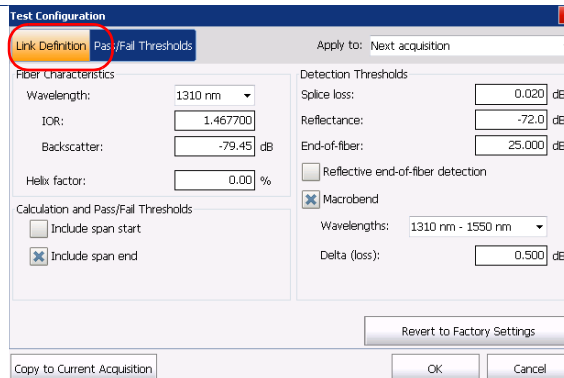 Test Configuration
Link Definition Pass/Fail Thresholds
Apply to: Next acquisition
Fiber Characteristics
Wavelength: 1310 nm
IOR: 1.467700
Backscatter: -79.45 dB
Helix factor: 0.00 %
Calculation and Pass/Fail Thresholds
Include span start
Include span end
Detection Thresholds
Splice loss: 0.020 dB
Reflectance: -72.0 dB
End-of-fiber: 25.000 dB
Reflective end-of-fiber detection
Macrobend
Wavelengths: 1310 nm - 1550 nm
Delta (loss): 0.500 dB
Revert to Factory Settings
Copy to Current Acquisition
OK
Cancel